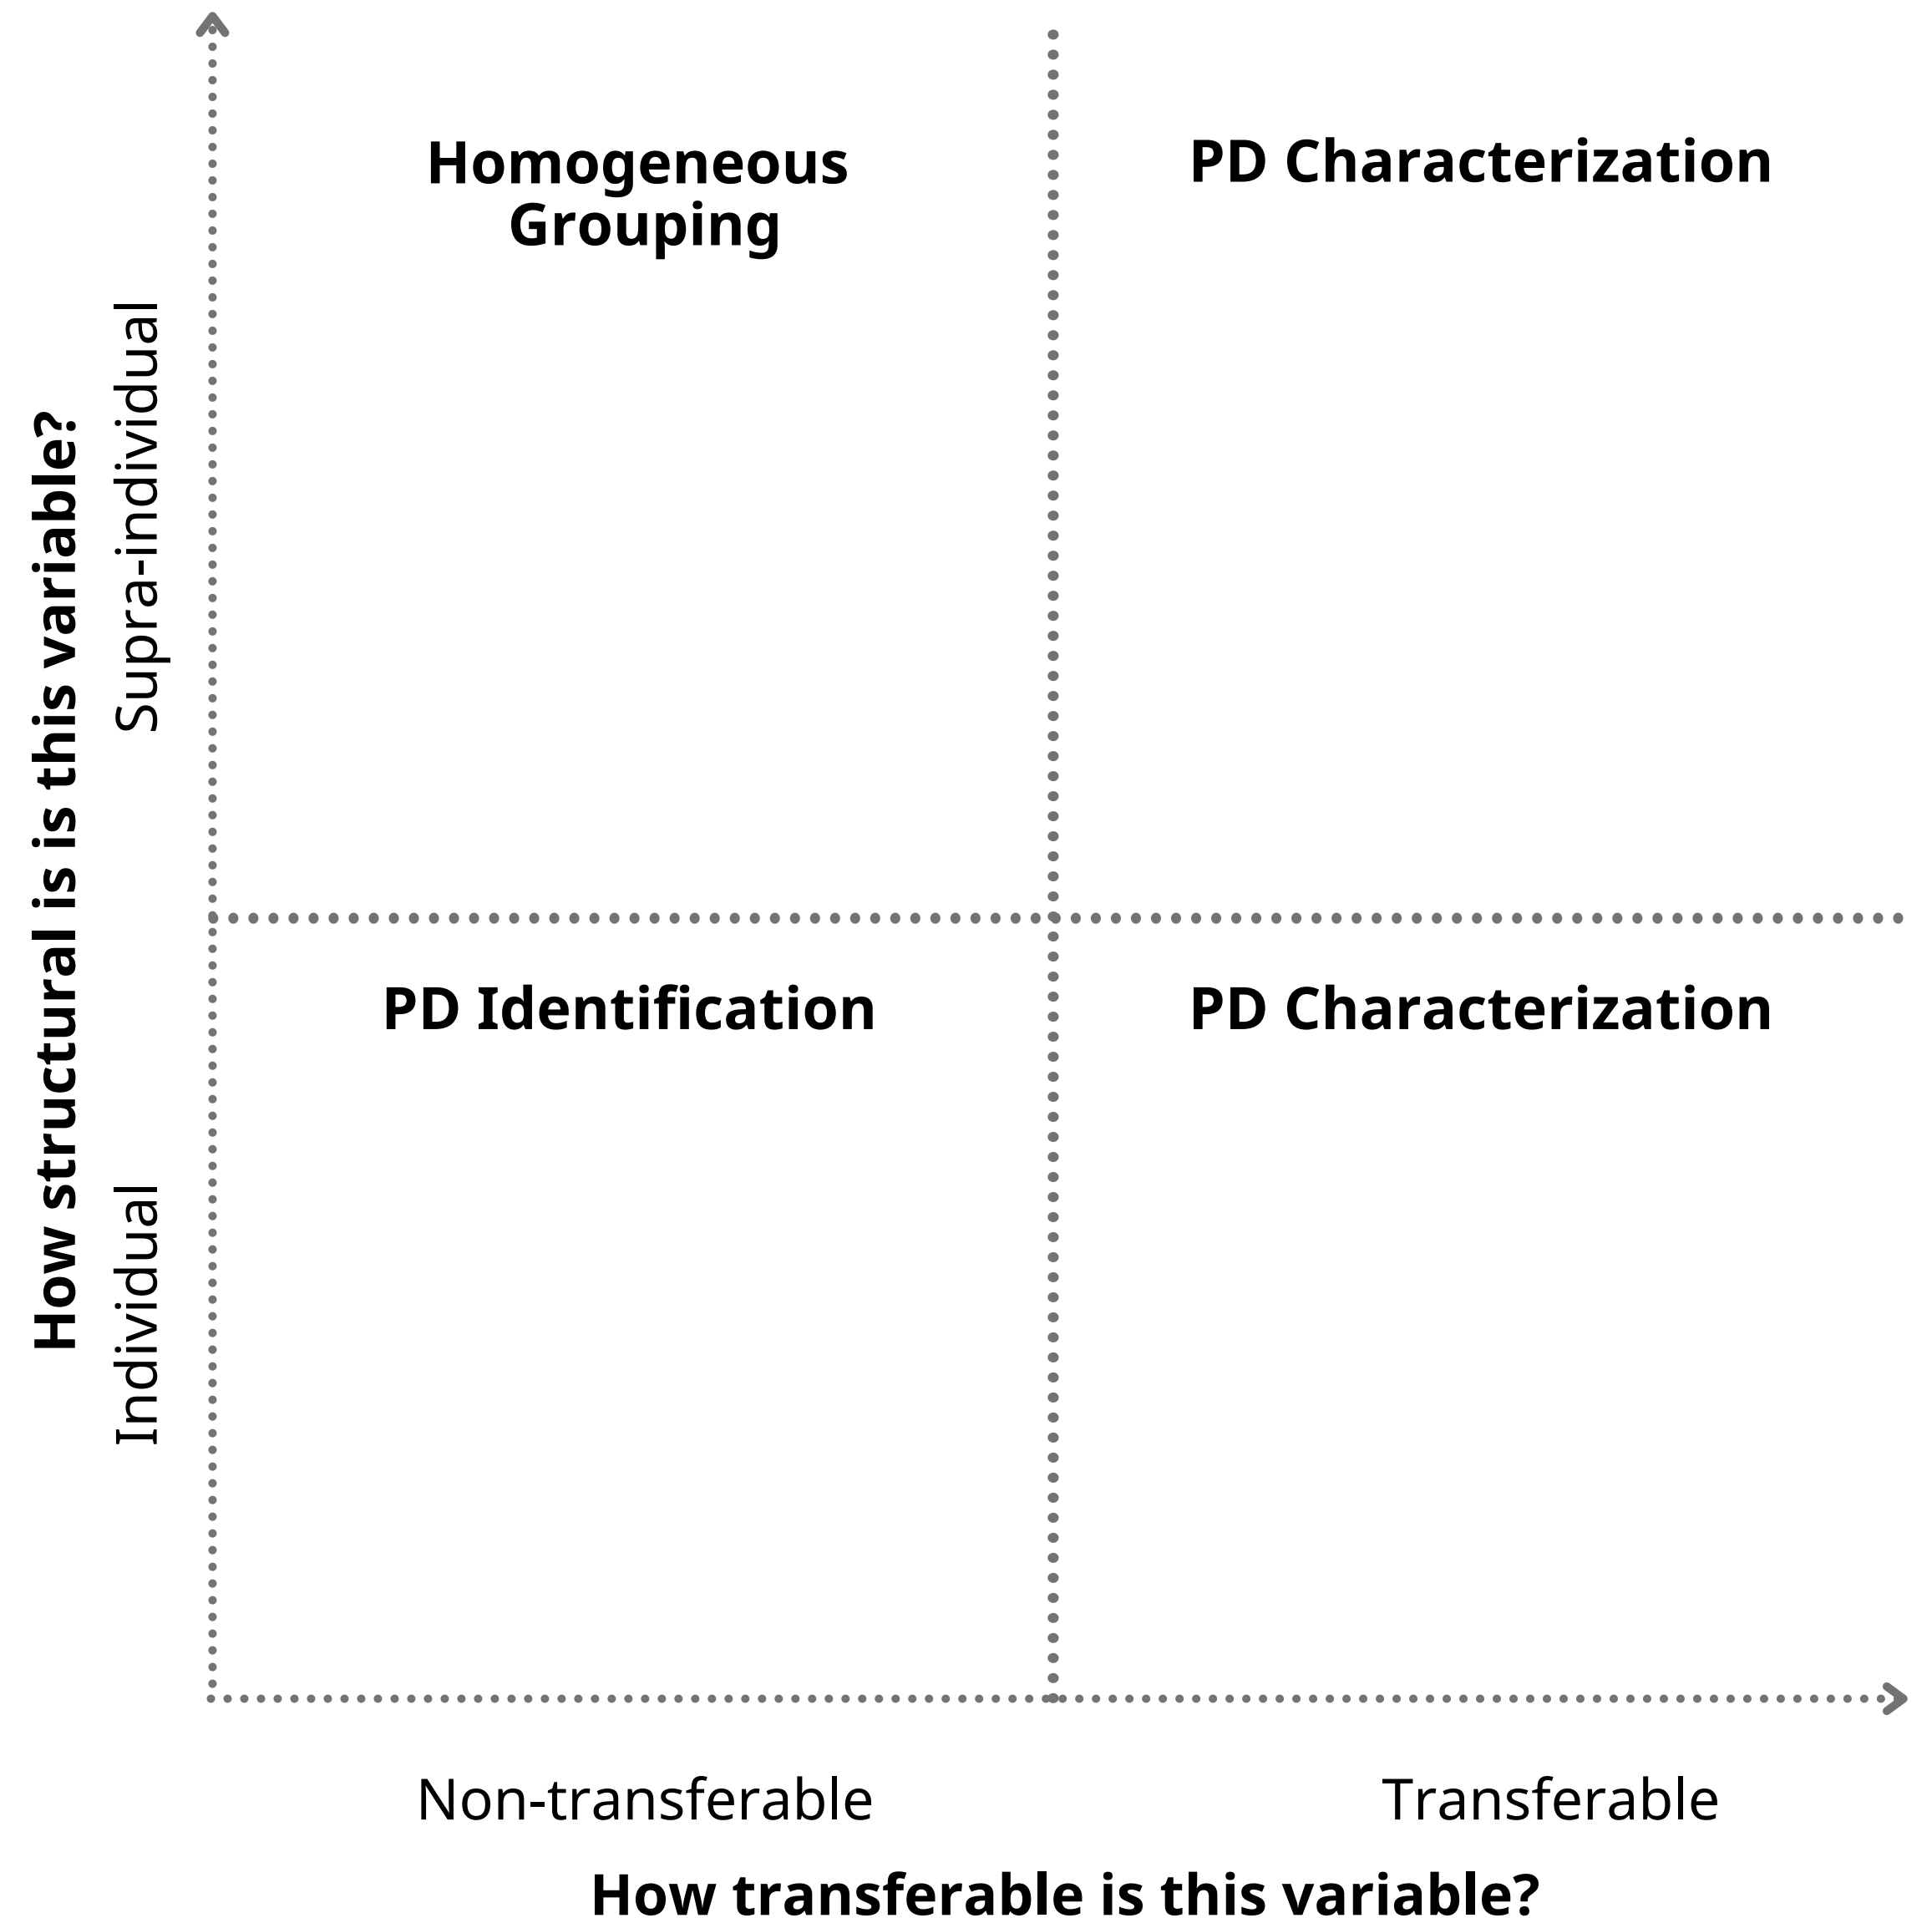 Homogeneous
Grouping
PD Characterization
PD Identification
PD Characterization
How structural is is this variable?
Supra-individual
Individual
Non-transferable
Transferable
How transferable is this variable?